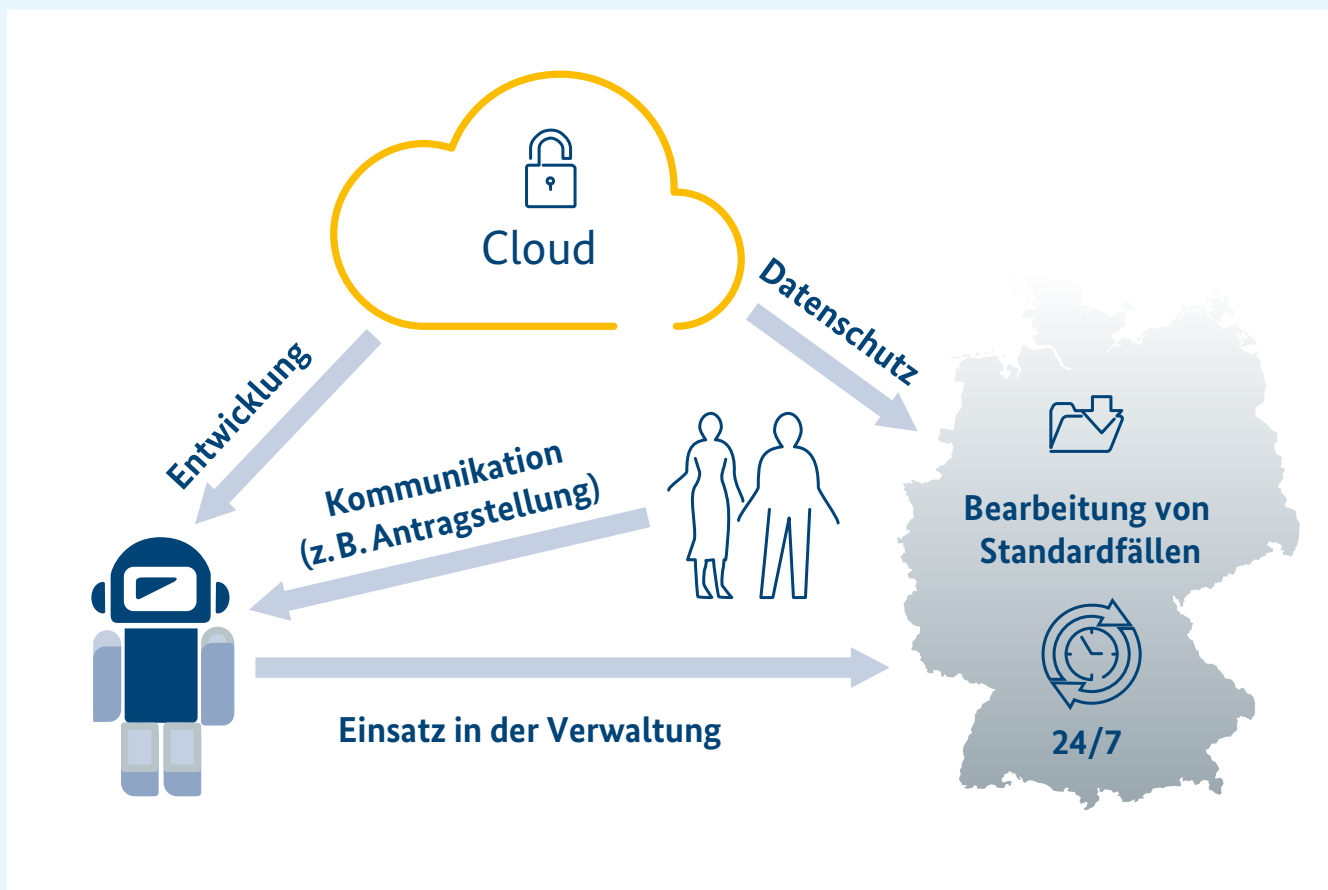 Cloud
Datenschutz
Entwicklung
Kommunikation
(z. B. Antragstellung)
Bearbeitung von
Standardfällen
24/7
Einsatz in der Verwaltung